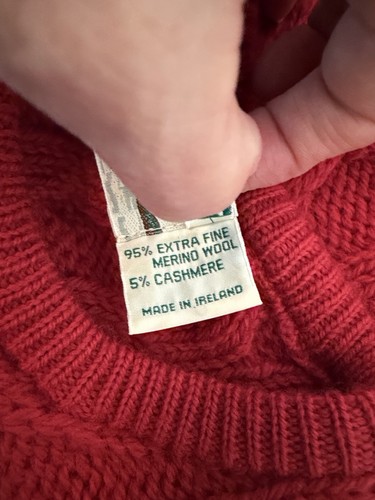 95% EXTRA FINE
MERINO WOOL
5% CASHMERE
MADE IN IRELAND